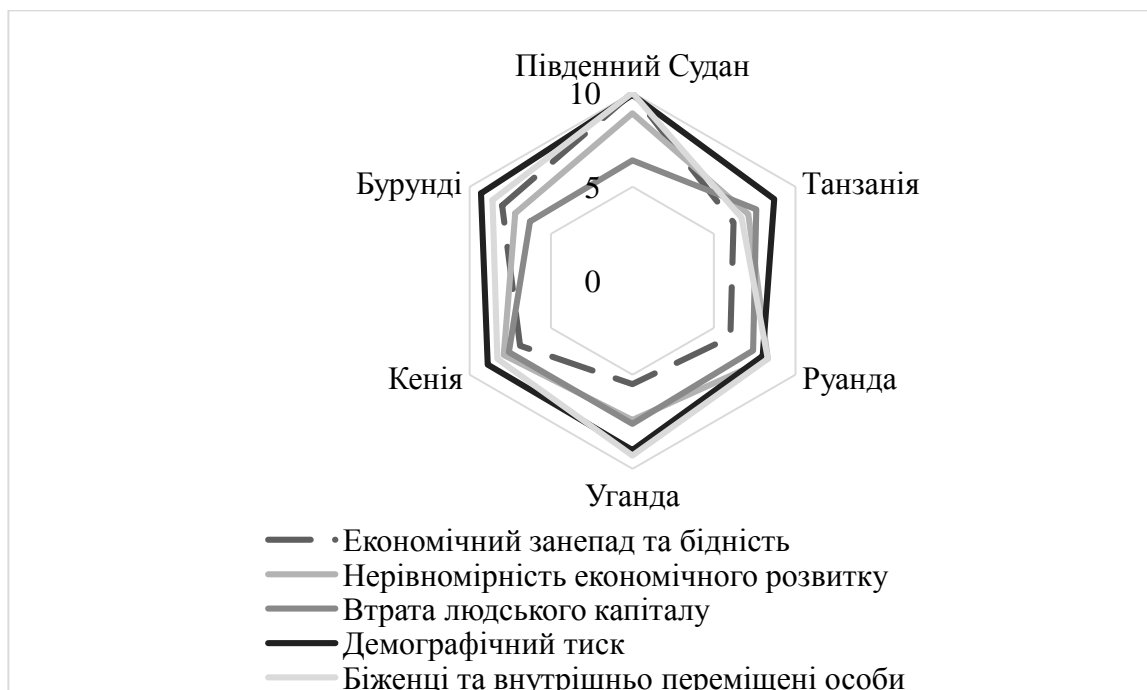 Південний Судан
10
Бурунді
5
Танзанія
0
Кенія
Руанда
Уганда
Економічний занепад та бідність
Нерівномірність економічного розвитку
Втрата людського капіталу
Демографічний тиск
Біженці та внутрішньо переміщені особи